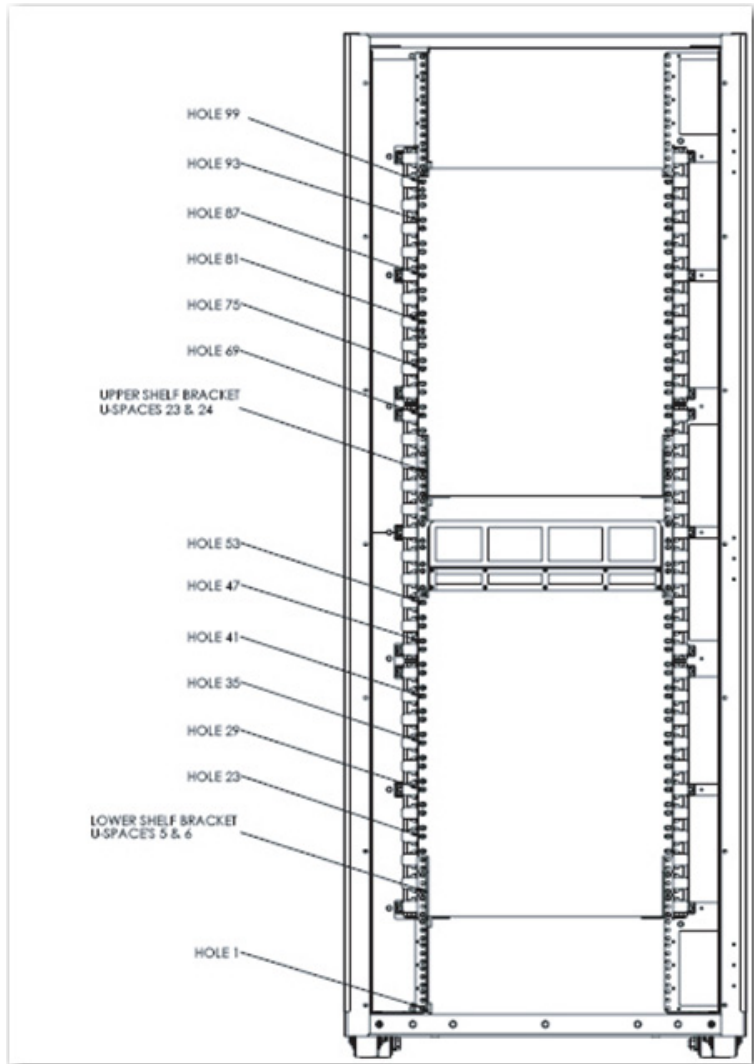 HOLE 99
HOLE 93
HOLE 87
HOLE 81
HOLE 75
HOLE 69
UPPER SHELF BRACKET
U-SPACES 23 & 24
HOLE 53
HOLE 47
HOLE 41
HOLE 35
HOLE 29
HOLE 23
LOWER SHELF BRACKET
U-SPACE'S 5 & 6
HOLE 1